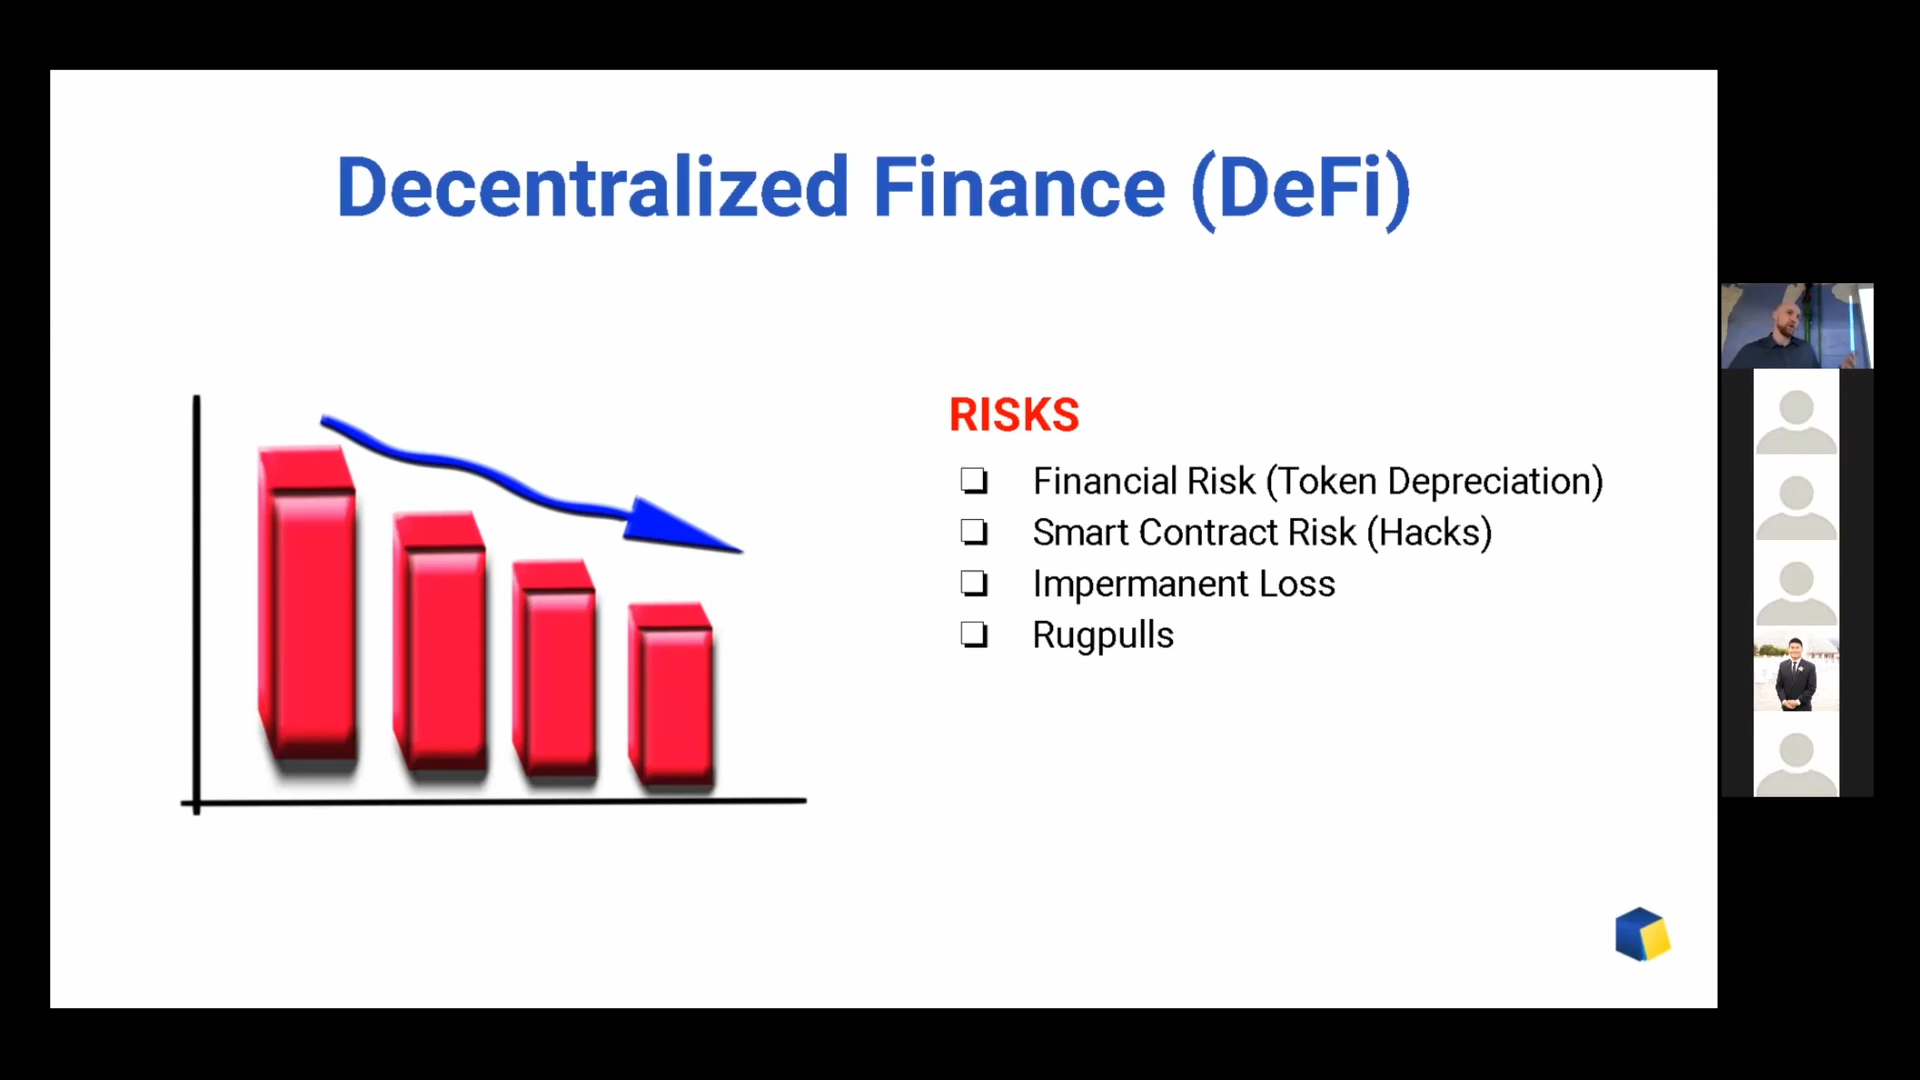 Decentralized Finance (DeFi)
RISKS
Financial Risk (Token Depreciation)
Smart Contract Risk (Hacks)
Impermanent Loss
Rugpulls